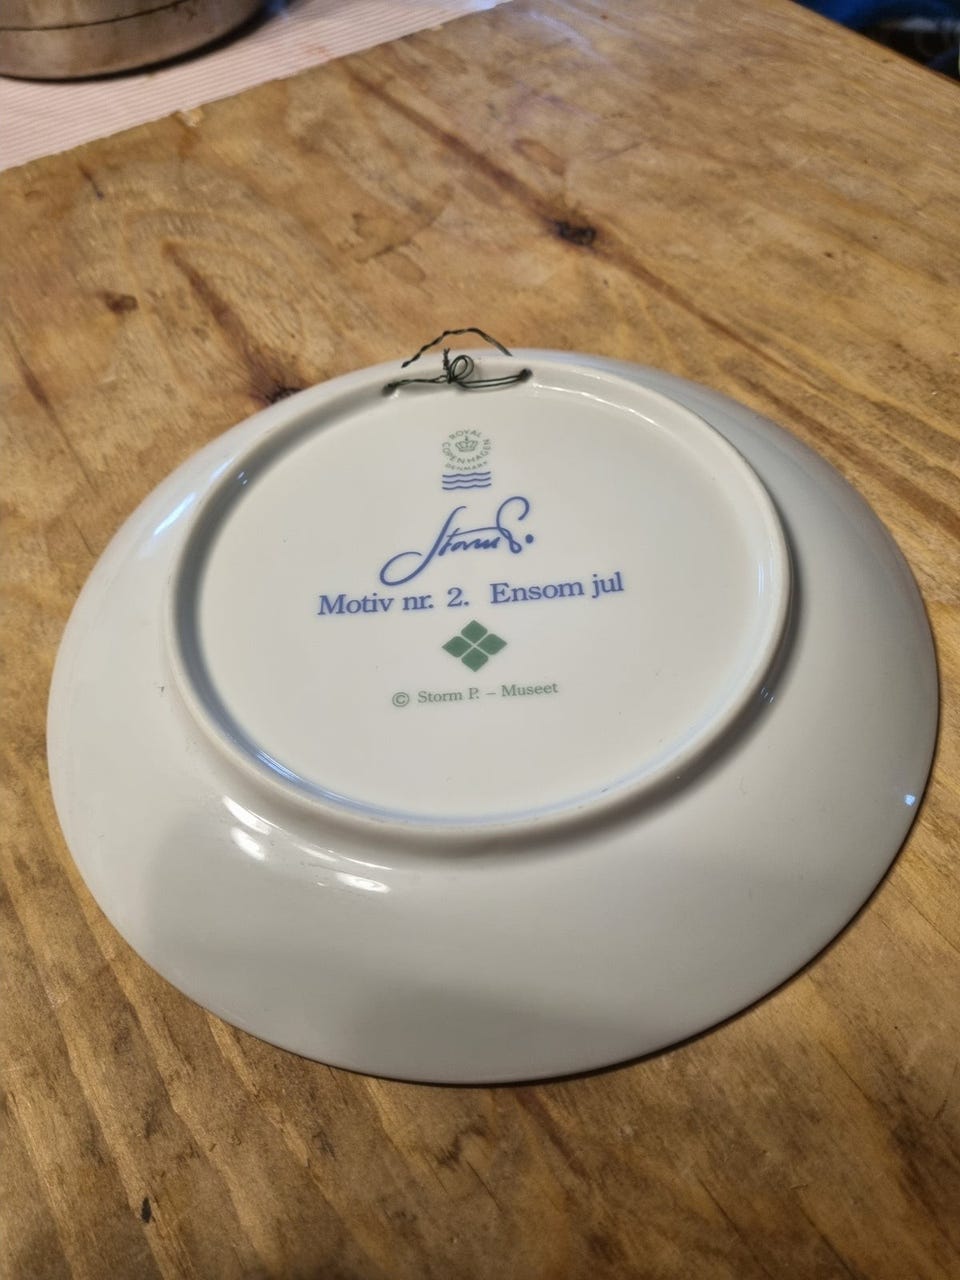 ROYAL
COPENHAGEN
DENMARK
Storm P.
Motiv nr. 2. Ensom jul
© Storm P. – Museet